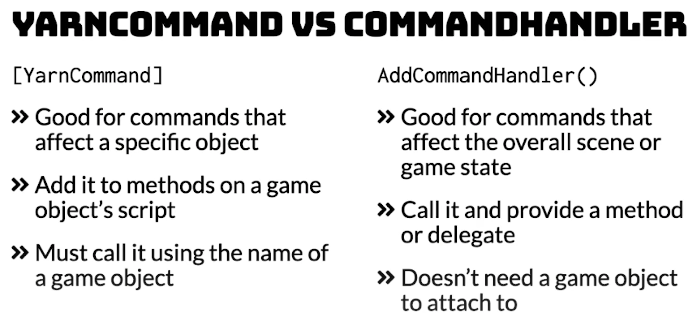 YARNCOMMAND VS COMMANDHANDLER
[YarnCommand]
» Good for commands that
affect a specific object
» Add it to methods on a game
object's script
» Must call it using the name of
a game object
AddCommandHandler()
» Good for commands that
affect the overall scene or
game state
» Call it and provide a method
or delegate
» Doesn't need a game object
to attach to